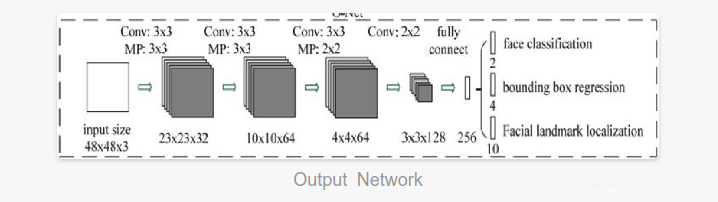 O-Net
Conv: 3x3 Conv: 3x3 Conv: 3x3 Conv: 2x2 fully
MP: 3x3 MP: 3x3 MP: 2x2 connect
face classification
2
bounding box regression
4
Facial landmark localization
10
input size
48x48x3
23x23x32 10x10x64 4x4x64 3x3x128 256
Output Network